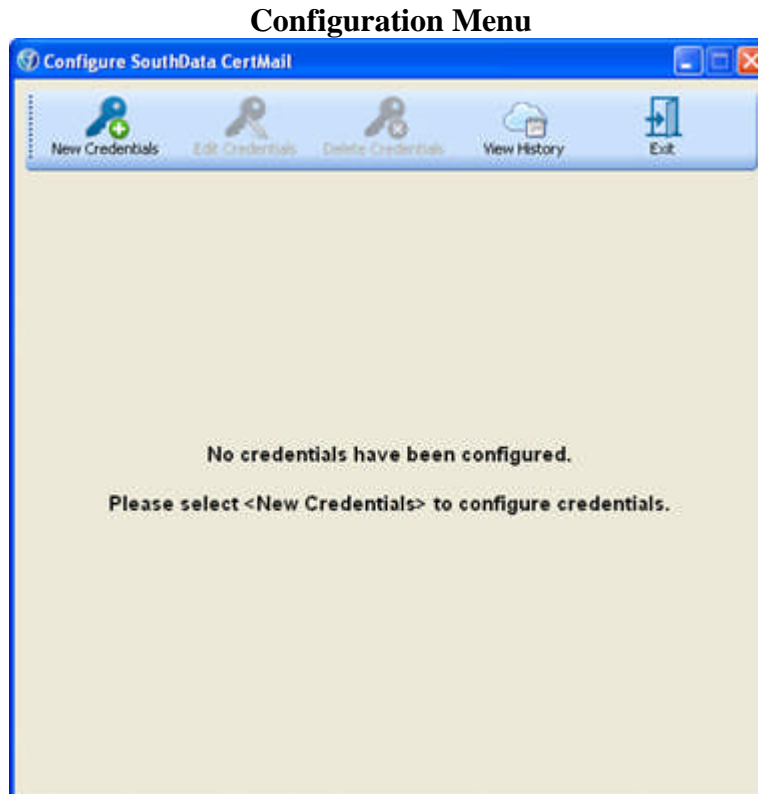 Configuration Menu
Configure SouthData CertMail
New Credentials Edit Credentials Delete Credentials View History Exit
No credentials have been configured.
Please select <New Credentials> to configure credentials.